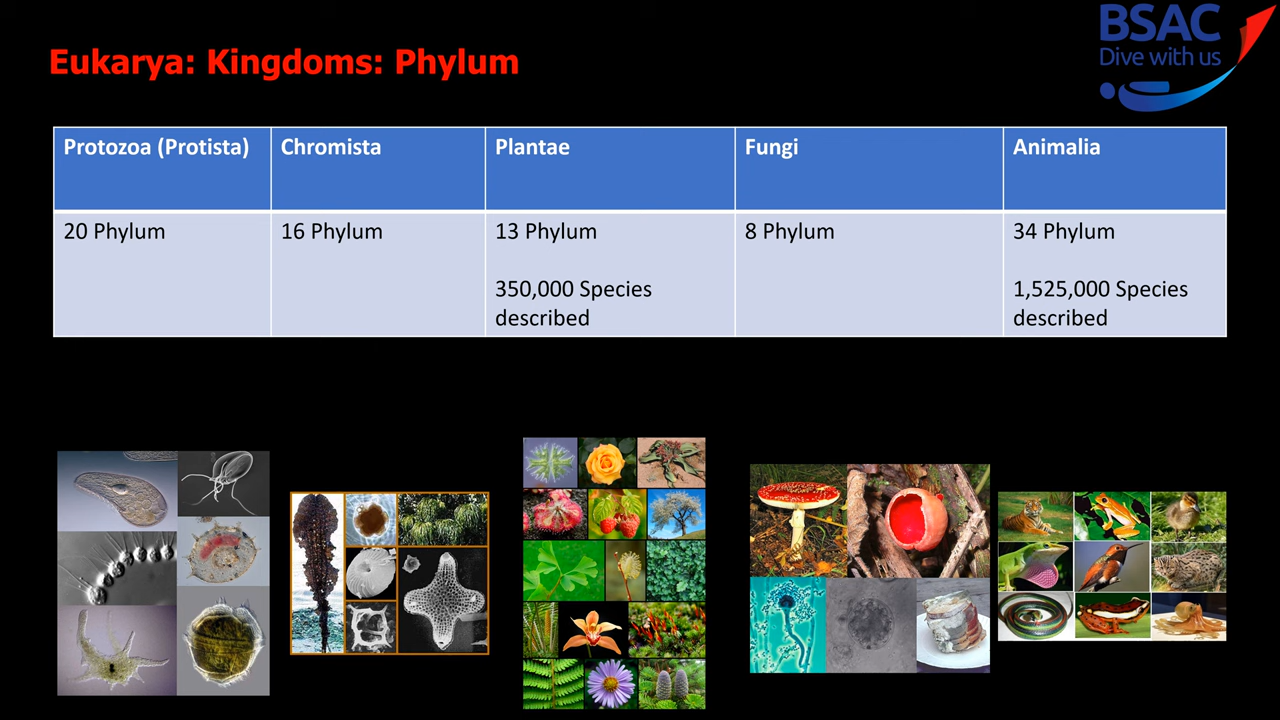 BSAC
Dive with us
Eukarya: Kingdoms: Phylum
Protozoa (Protista)
Chromista
Plantae
Fungi
Animalia
20 Phylum
16 Phylum
13 Phylum
350,000 Species
described
8 Phylum
34 Phylum
1,525,000 Species
described